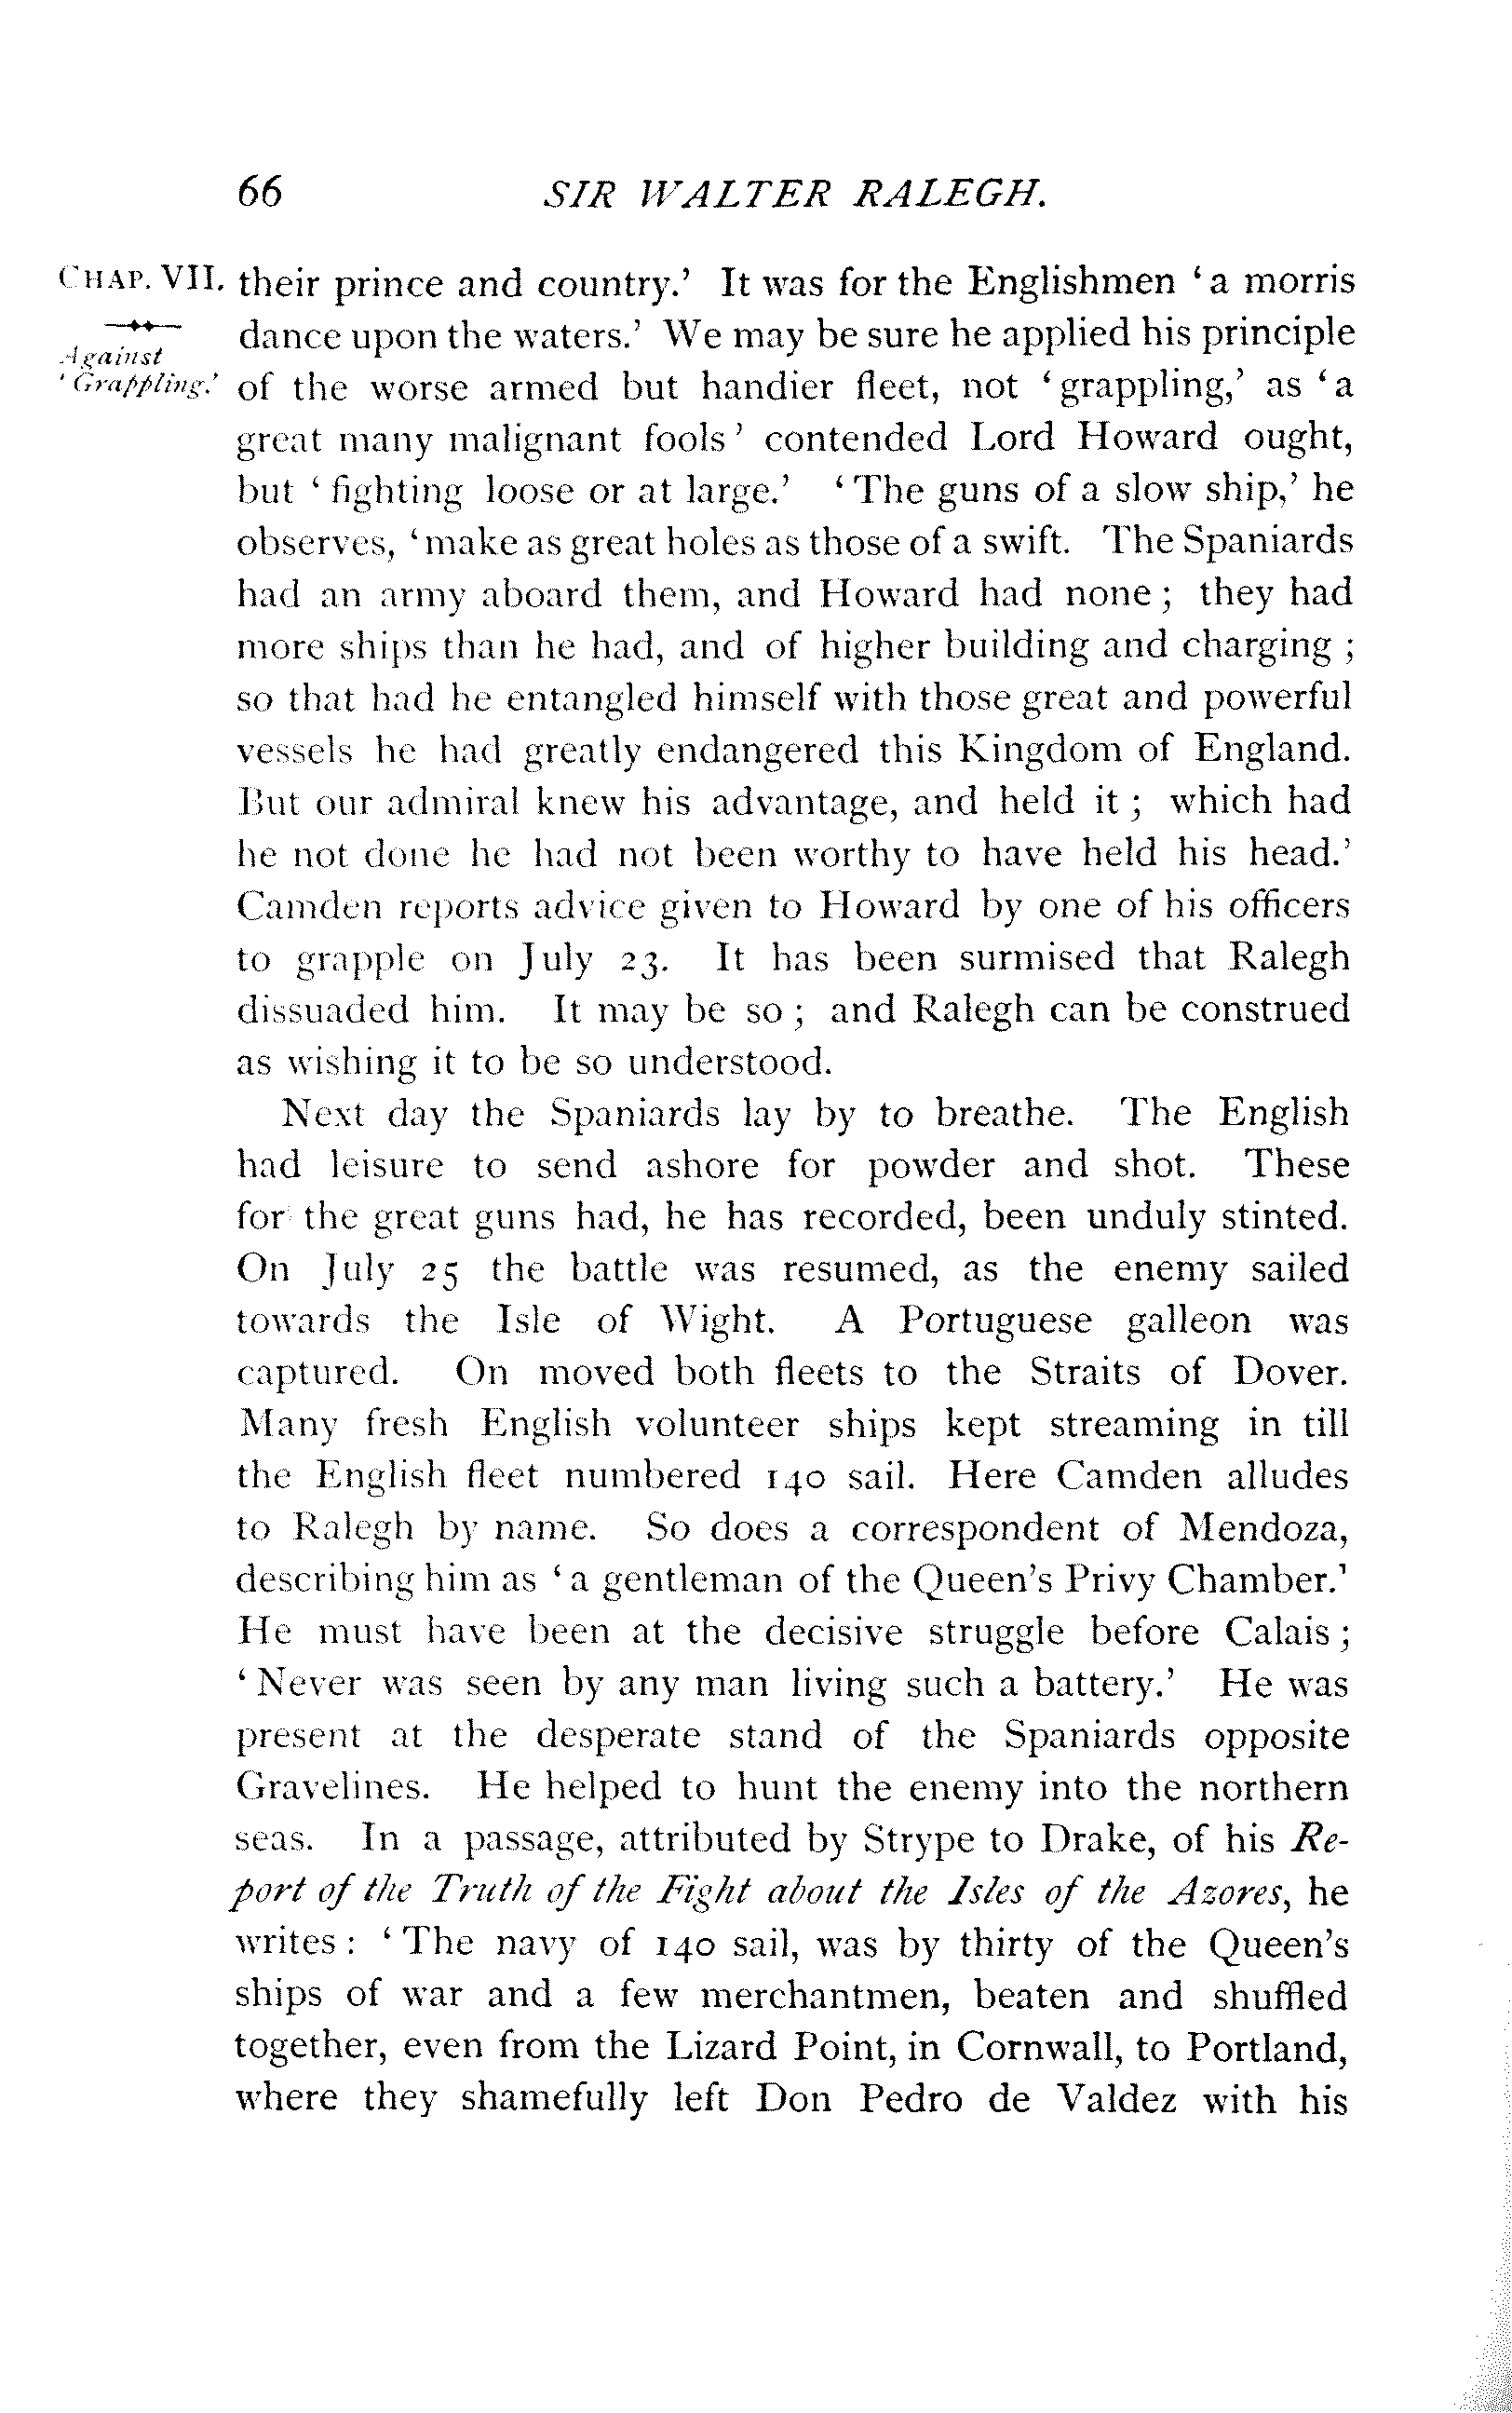 66 SIR WALTER RALEGH.
CHAP. VII.
Against
‘Grappling.’
their prince and country.’ It was for the Englishmen ‘a morris
dance upon the waters.’ We may be sure he applied his principle
of the worse armed but handier fleet, not ‘grappling,’ as ‘a
great many malignant fools’ contended Lord Howard ought,
but ‘fighting loose or at large.’ ‘The guns of a slow ship,’ he
observes, ‘make as great holes as those of a swift. The Spaniards
had an army aboard them, and Howard had none; they had
more ships than he had, and of higher building and charging;
so that had he entangled himself with those great and powerful
vessels he had greatly endangered this Kingdom of England.
But our admiral knew his advantage, and held it; which had
he not done he had not been worthy to have held his head.’
Camden reports advice given to Howard by one of his officers
to grapple on July 23. It has been surmised that Ralegh
dissuaded him. It may be so; and Ralegh can be construed
as wishing it to be so understood.
Next day the Spaniards lay by to breathe. The English
had leisure to send ashore for powder and shot. These
for the great guns had, he has recorded, been unduly stinted.
On July 25 the battle was resumed, as the enemy sailed
towards the Isle of Wight. A Portuguese galleon was
captured. On moved both fleets to the Straits of Dover.
Many fresh English volunteer ships kept streaming in till
the English fleet numbered 140 sail. Here Camden alludes
to Ralegh by name. So does a correspondent of Mendoza,
describing him as ‘a gentleman of the Queen's Privy Chamber.’
He must have been at the decisive struggle before Calais;
‘Never was seen by any man living such a battery.’ He was
present at the desperate stand of the Spaniards opposite
Gravelines. He helped to hunt the enemy into the northern
seas. In a passage, attributed by Strype to Drake, of his Re-
port of the Truth of the Fight about the Isles of the Azores, he
writes: ‘The navy of 140 sail, was by thirty of the Queen's
ships of war and a few merchantmen, beaten and shuffled
together, even from the Lizard Point, in Cornwall, to Portland,
where they shamefully left Don Pedro de Valdez with his